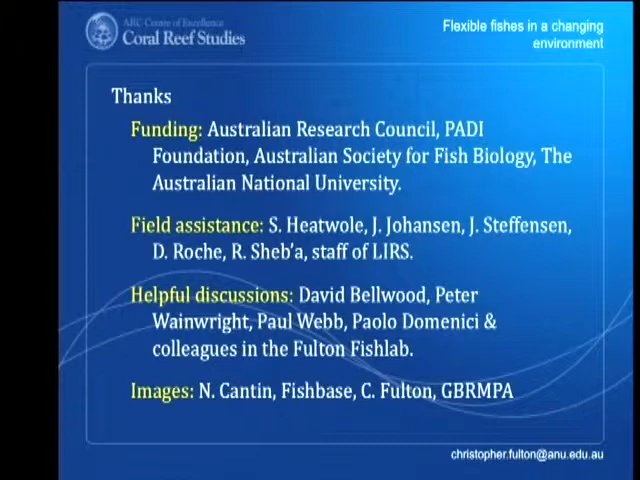 ARC Centre of Excellence
Coral Reef Studies
Flexible fishes in a changing
environment
Thanks
Funding: Australian Research Council, PADI
Foundation, Australian Society for Fish Biology, The
Australian National University.
Field assistance: S. Heatwole, J. Johansen, J. Steffensen,
D. Roche, R. Sheb'a, staff of LIRS.
Helpful discussions: David Bellwood, Peter
Wainwright, Paul Webb, Paolo Domenici &
colleagues in the Fulton Fishlab.
Images: N. Cantin, Fishbase, C. Fulton, GBRMPA
christopher.fulton@anu.edu.au